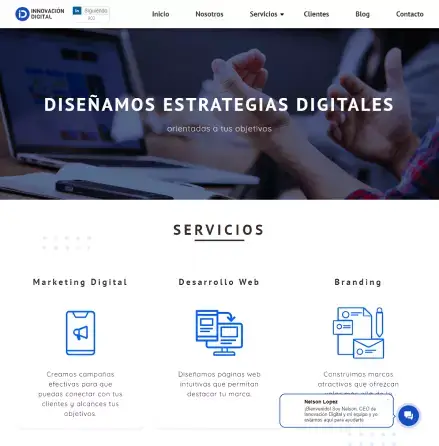 INNOVACIÓN
DIGITAL
Siguiendo
Inicio
Nosotros
Servicios
Clientes
Blog
Contacto
DISEÑAMOS ESTRATEGIAS DIGITALES
orientadas a tus objetivos
SERVICIOS
Marketing Digital
Desarrollo Web
Branding
Creamos campañas
efectivas para que
puedas conectar con tus
clientes y alcances tus
objetivos.
Diseñamos páginas web
intuitivas que permitan
destacar tu marca.
Construimos marcas
atractivas que ofrezcan
Nelson Lopez
¡Bienvenido! Soy Nelson, CEO de
Innovación Digital y mi equipo y yo
estamos aquí para ayudarte.